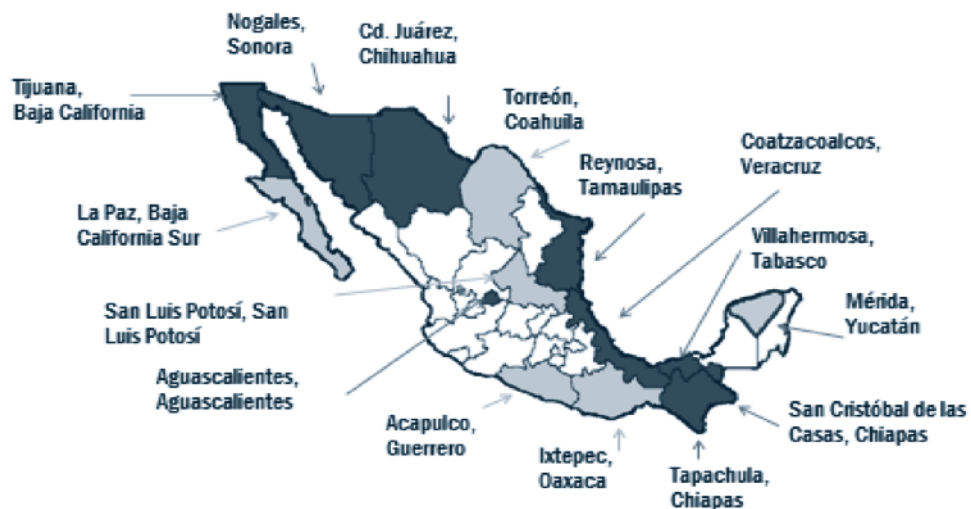 Nogales,
Sonora
Cd. Juárez,
Chihuahua
Tijuana,
Baja California
Torreón,
Coahuila
Coatzacoalcos,
Veracruz
Reynosa,
Tamaulipas
La Paz, Baja
California Sur
Villahermosa,
Tabasco
San Luis Potosí, San
Luis Potosí
Mérida,
Yucatán
Aguascalientes,
Aguascalientes
Acapulco,
Guerrero
San Cristóbal de las
Casas, Chiapas
Ixtepec,
Oaxaca
Tapachula,
Chiapas